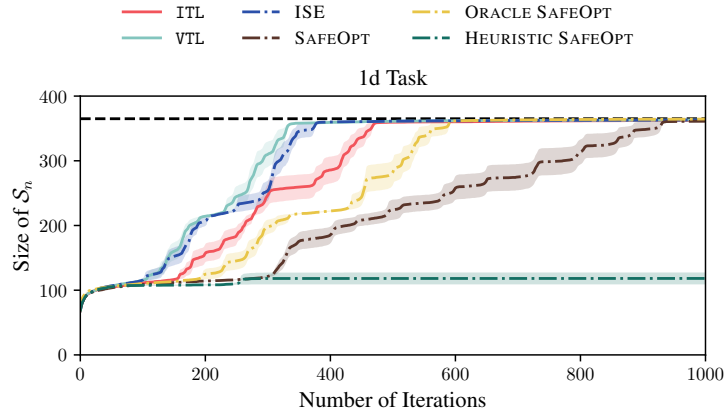 ITL ISE ORACLE SAFEOPT
VTL SAFEOPT HEURISTIC SAFEOPT
1d Task
400
300
200
100
0
Size of 𝒮ₙ
0 200 400 600 800 1000
Number of Iterations